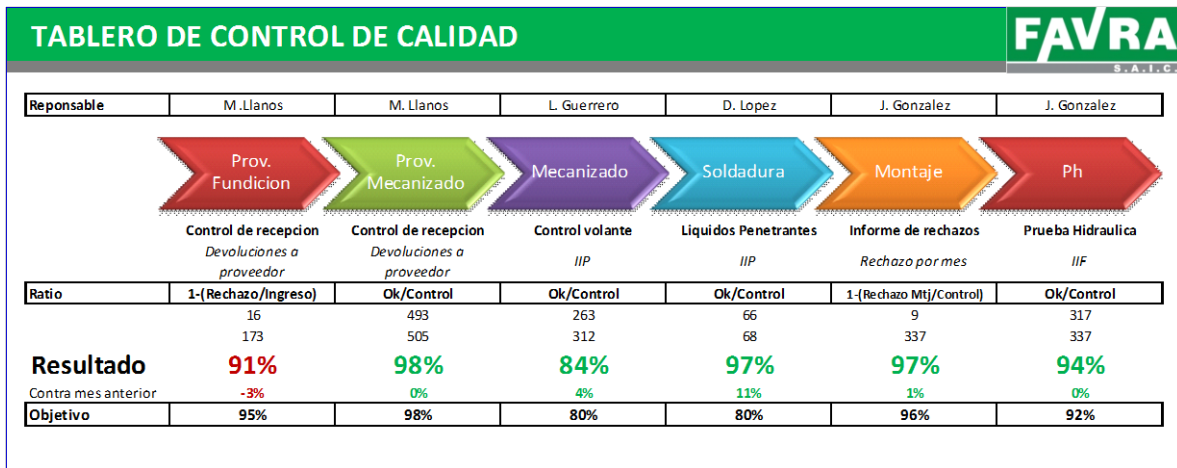 TABLERO DE CONTROL DE CALIDAD
FAVRA
S.A.I.C.
Reponsable M .Llanos M. Llanos L. Guerrero D. Lopez J. Gonzalez J. Gonzalez
Prov. Fundicion Prov. Mecanizado Mecanizado Soldadura Montaje Ph
Control de recepcion Control de recepcion Control volante Liquidos Penetrantes Informe de rechazos Prueba Hidraulica
Devoluciones a proveedor Devoluciones a proveedor IIP IIP Rechazo por mes IIF
Ratio 1-(Rechazo/Ingreso) Ok/Control Ok/Control Ok/Control 1-(Rechazo Mtj/Control) Ok/Control
16 493 263 66 9 317
173 505 312 68 337 337
Resultado 91% 98% 84% 97% 97% 94%
Contra mes anterior -3% 0% 4% 11% 1% 0%
Objetivo 95% 98% 80% 80% 96% 92%